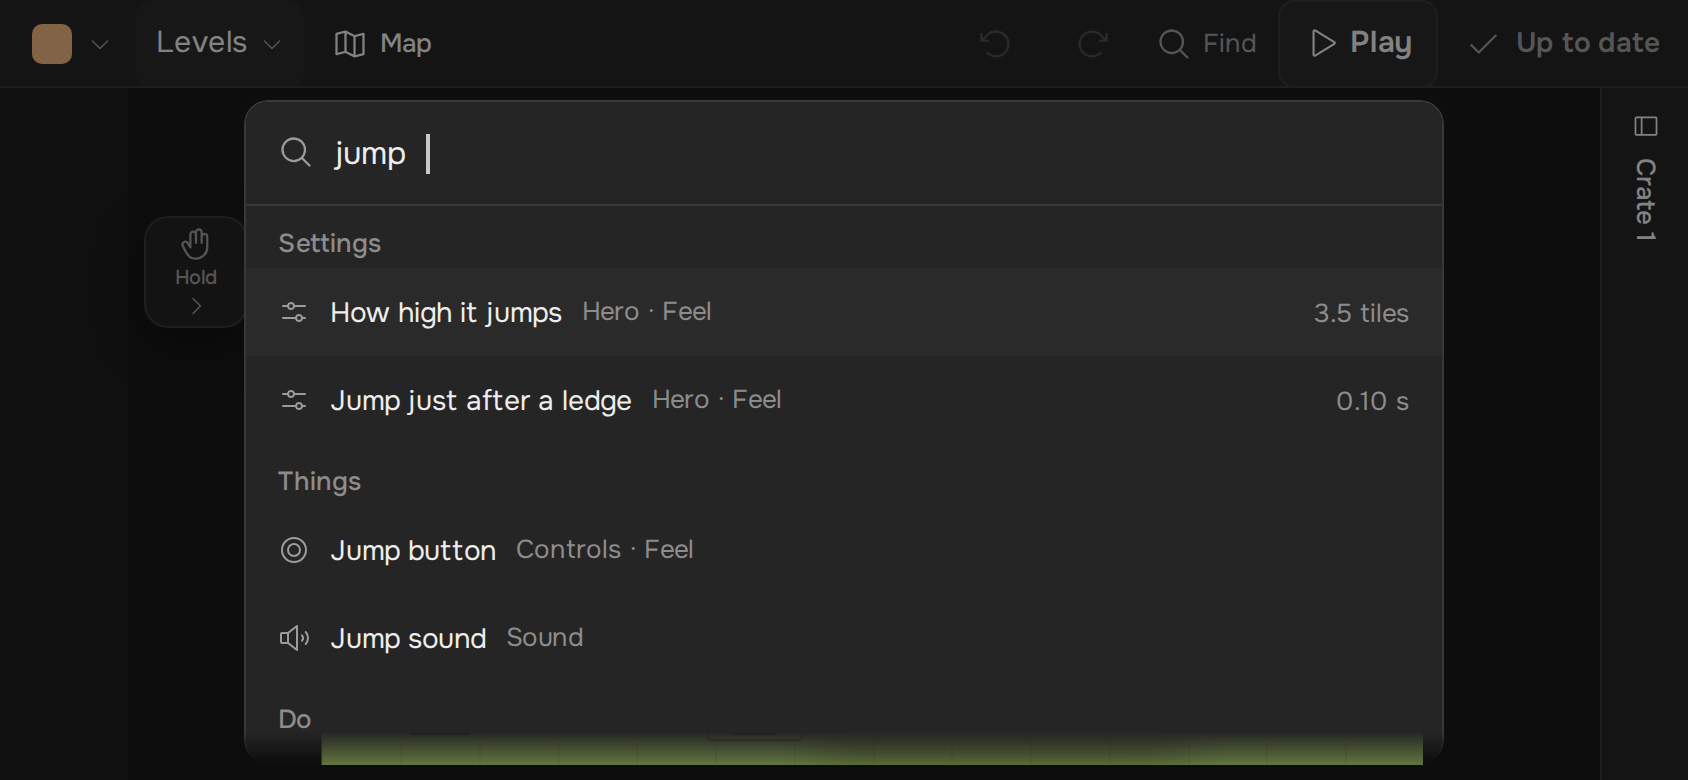 Levels
Map
Find
Play
Up to date
jump
Crate 1
Hold
Settings
How high it jumps Hero · Feel 3.5 tiles
Jump just after a ledge Hero · Feel 0.10 s
Things
Jump button Controls · Feel
Jump sound Sound
Do